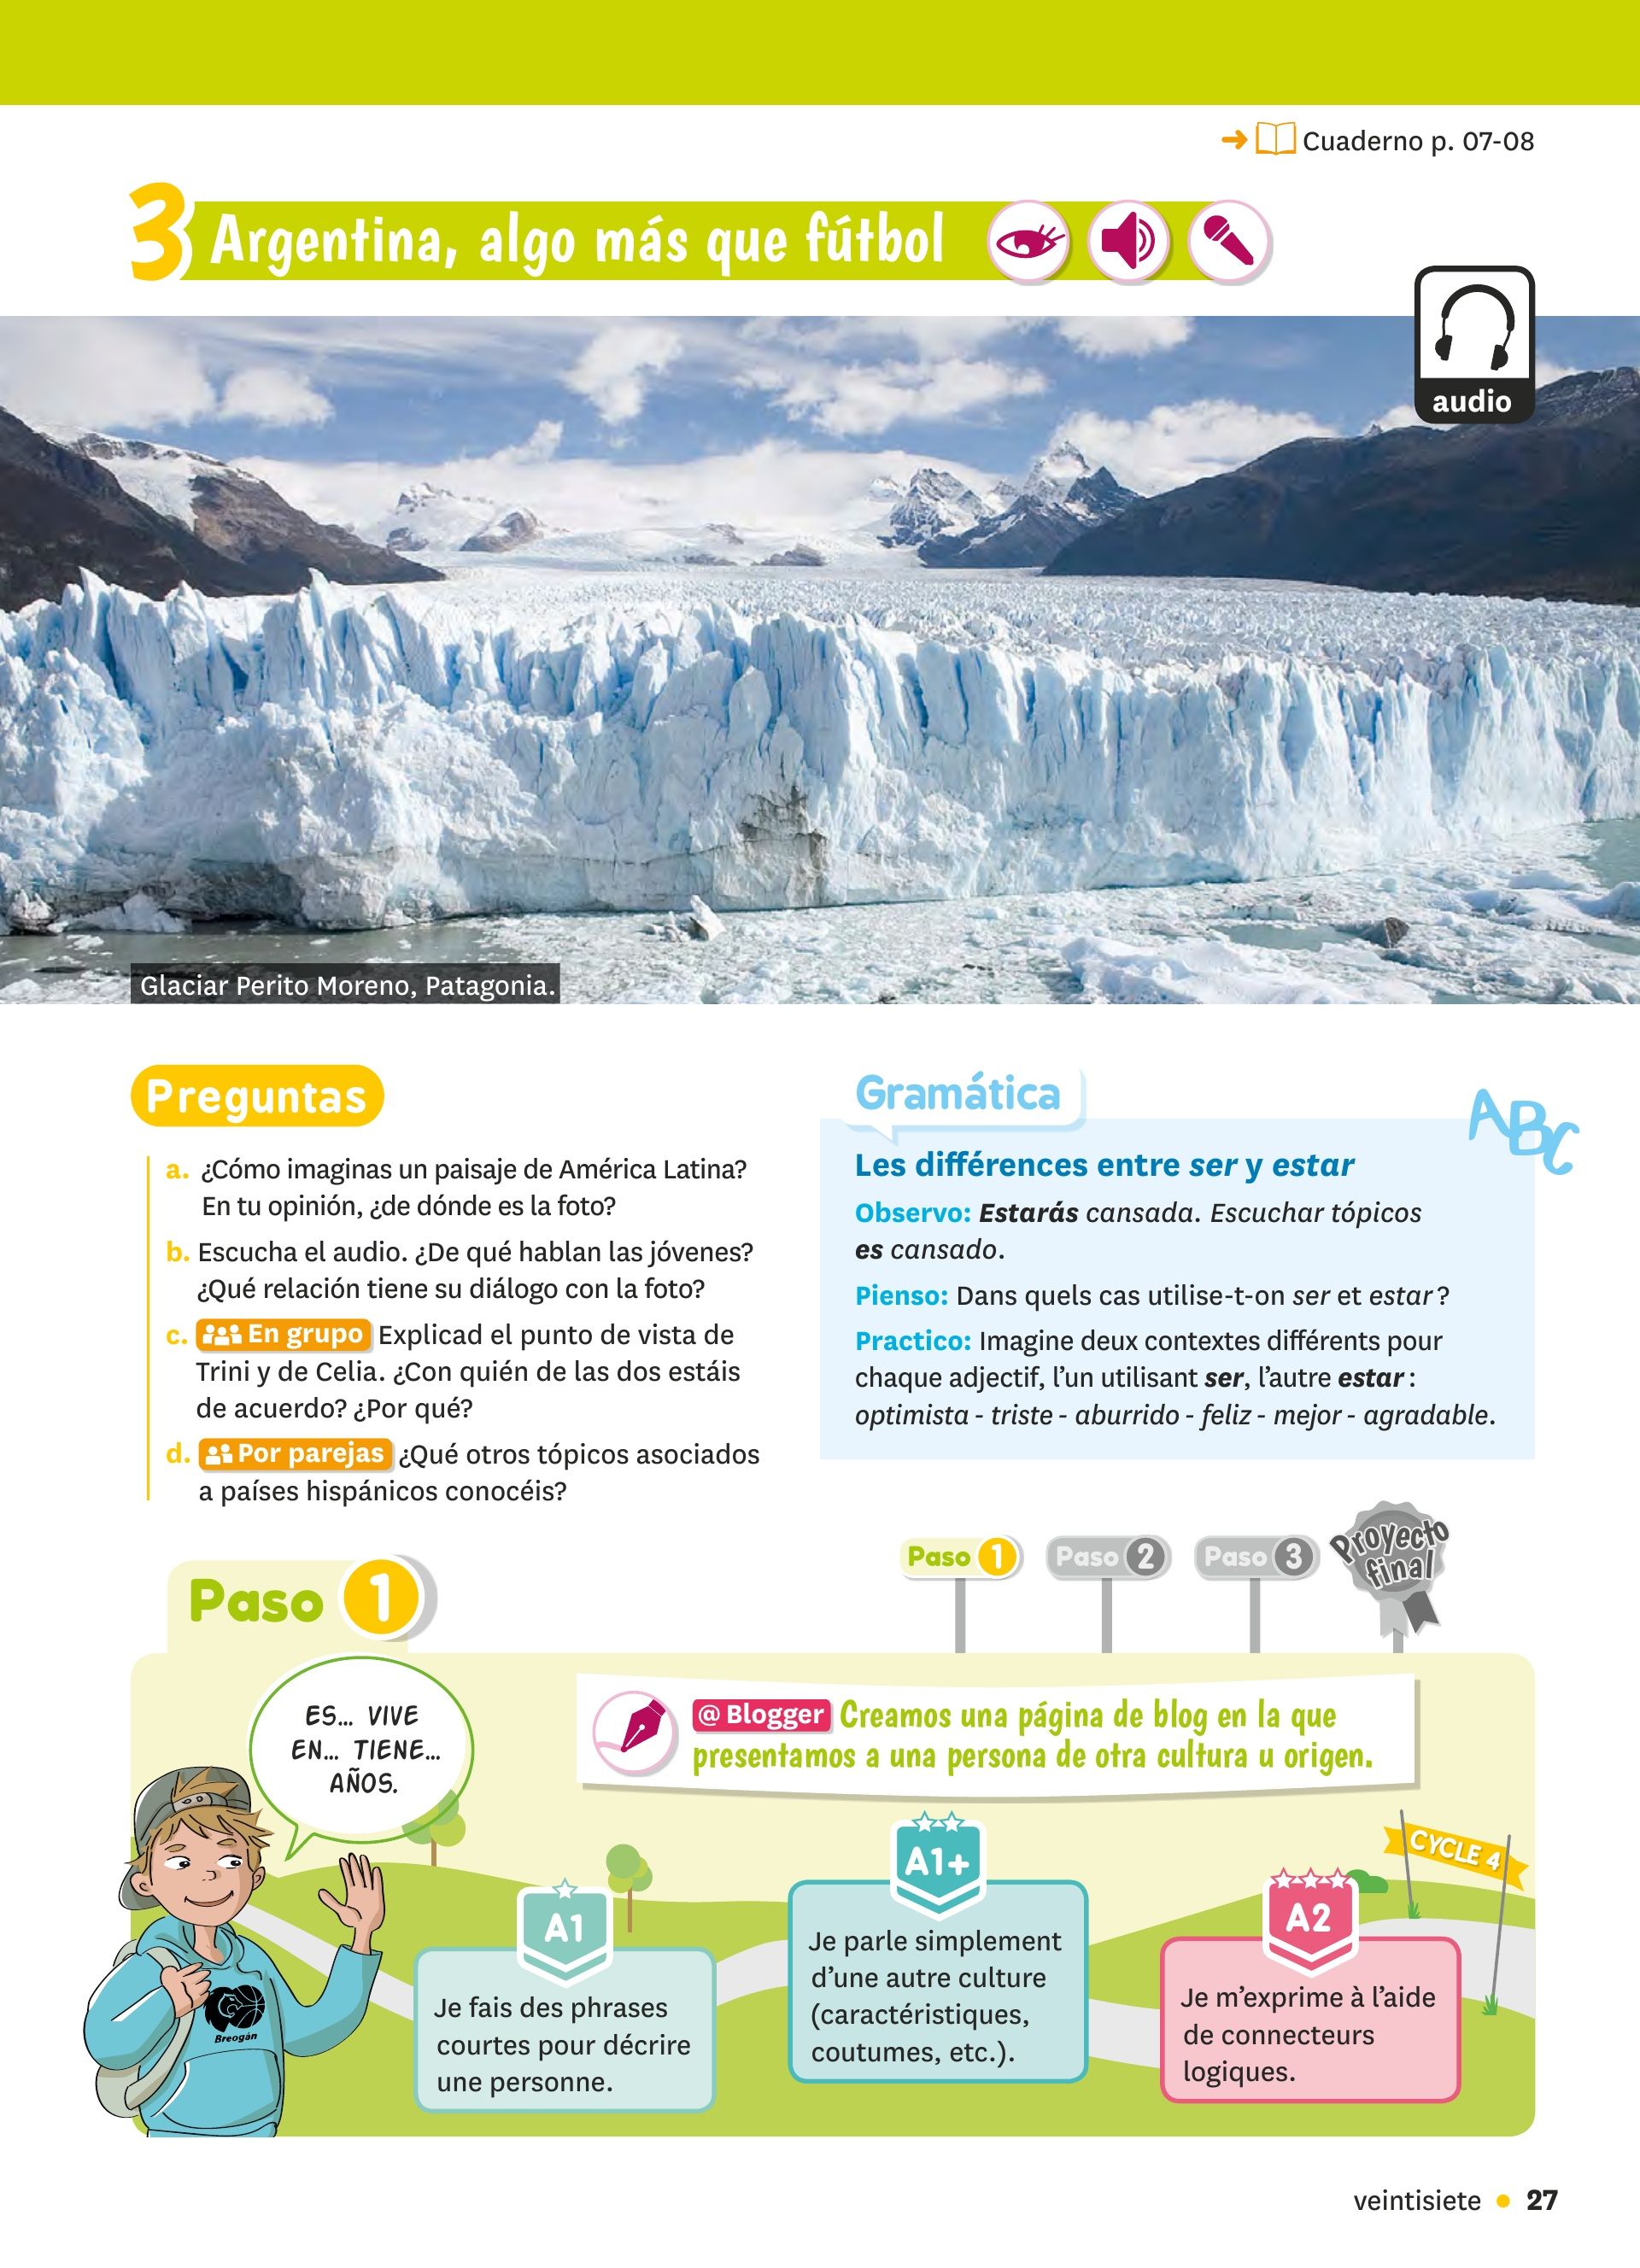 Cuaderno p. 07-08
3 Argentina, algo más que fútbol
audio
Glaciar Perito Moreno, Patagonia.
Preguntas
a. ¿Cómo imaginas un paisaje de América Latina?
En tu opinión, ¿de dónde es la foto?
b. Escucha el audio. ¿De qué hablan las jóvenes?
¿Qué relación tiene su diálogo con la foto?
c. En grupo Explicad el punto de vista de
Trini y de Celia. ¿Con quién de las dos estáis
de acuerdo? ¿Por qué?
d. Por parejas ¿Qué otros tópicos asociados
a países hispánicos conocéis?
Gramática
ABC
Les différences entre ser y estar
Observo: Estarás cansada. Escuchar tópicos
es cansado.
Pienso: Dans quels cas utilise-t-on ser et estar ?
Practico: Imagine deux contextes différents pour
chaque adjectif, l'un utilisant ser, l'autre estar :
optimista - triste - aburrido - feliz - mejor - agradable.
Paso 1
Paso 2
Paso 3
Proyecto
final
Paso 1
ES... VIVE
EN... TIENE...
AÑOS.
@ Blogger Creamos una página de blog en la que
presentamos a una persona de otra cultura u origen.
Breogán
A1
Je fais des phrases
courtes pour décrire
une personne.
A1+
Je parle simplement
d'une autre culture
(caractéristiques,
coutumes, etc.).
A2
Je m'exprime à l'aide
de connecteurs
logiques.
CYCLE 4
veintisiete • 27